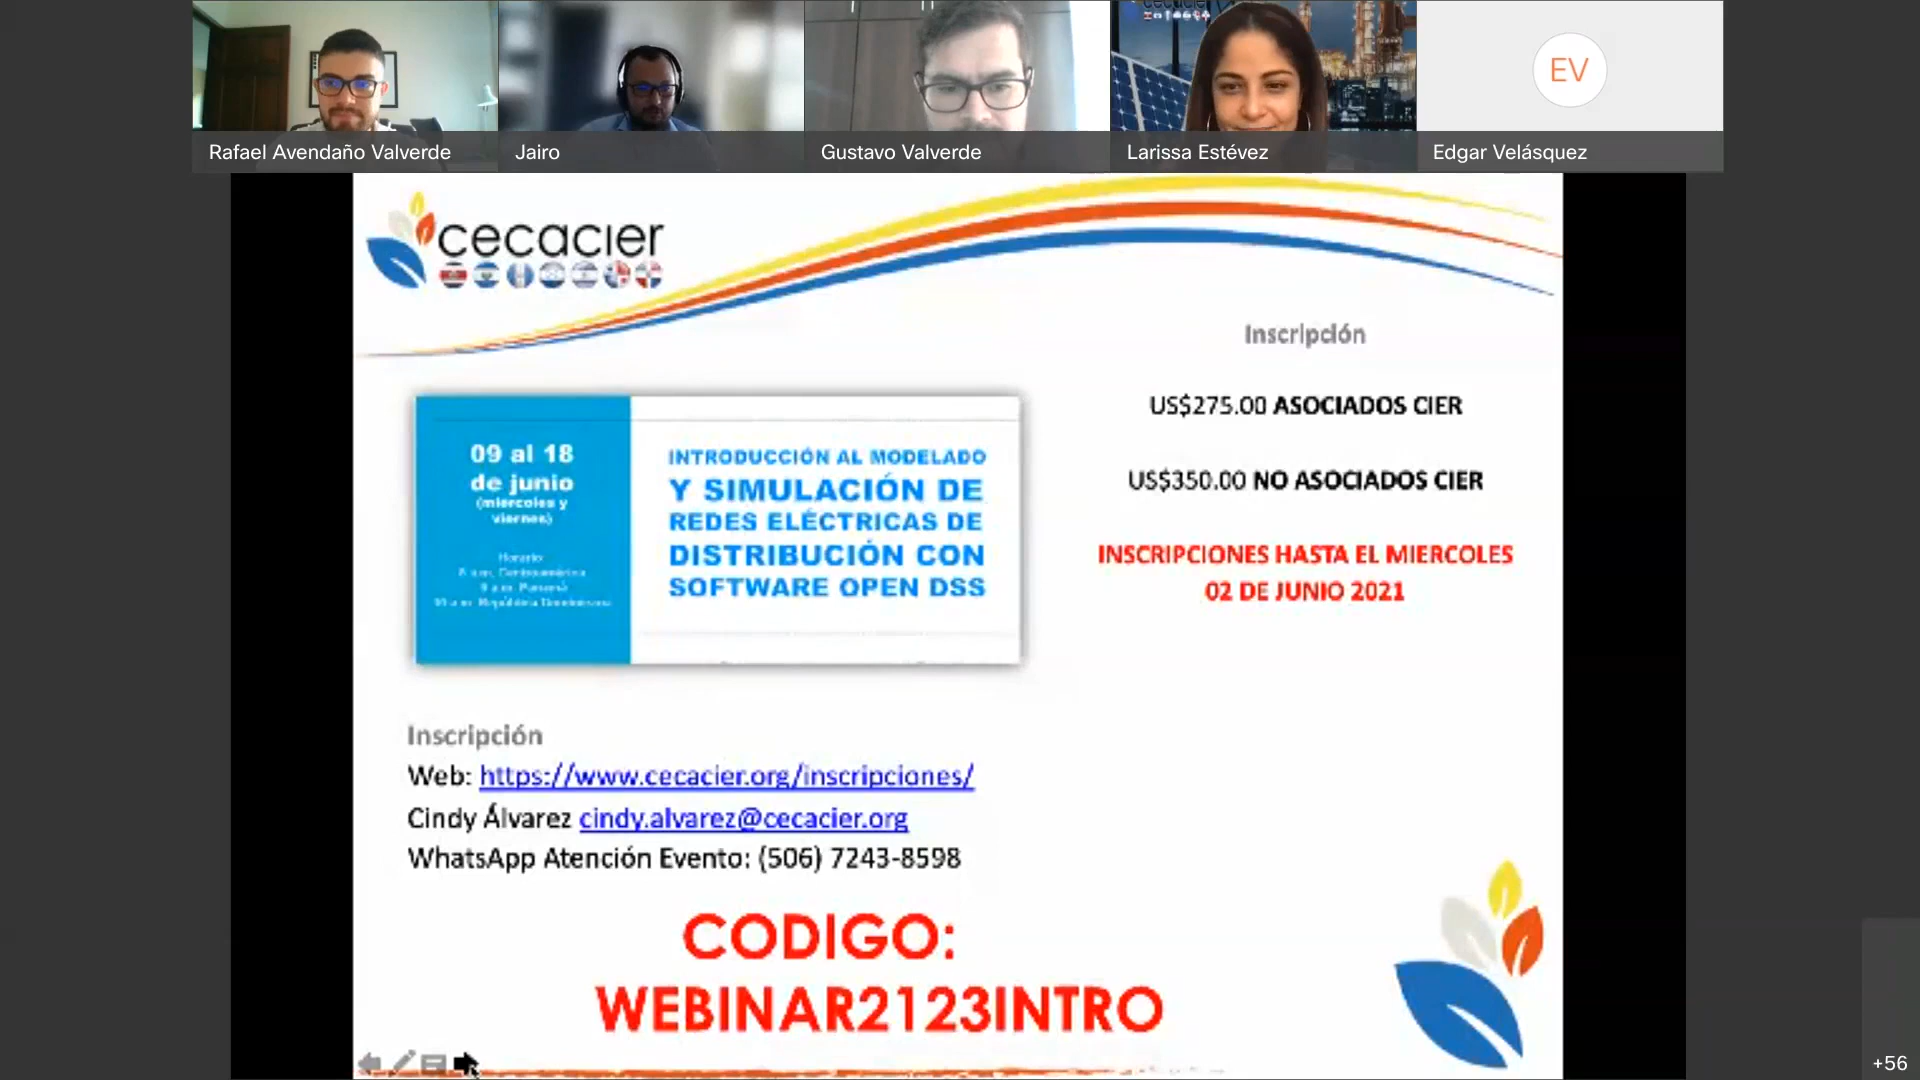 Rafael Avendaño Valverde
Jairo
Gustavo Valverde
Larissa Estévez
EV
Edgar Velásquez
cecacier
Inscripción
US$275.00 ASOCIADOS CIER
US$350.00 NO ASOCIADOS CIER
INSCRIPCIONES HASTA EL MIERCOLES
02 DE JUNIO 2021
09 al 18
de junio
(miercoles y
viernes)
Horario
INTRODUCCIÓN AL MODELADO
Y SIMULACIÓN DE
REDES ELÉCTRICAS DE
DISTRIBUCIÓN CON
SOFTWARE OPEN DSS
Inscripción
Web: https://www.cecacier.org/inscripciones/
Cindy Álvarez cindy.alvarez@cecacier.org
WhatsApp Atención Evento: (506) 7243-8598
CODIGO:
WEBINAR2123INTRO
+56